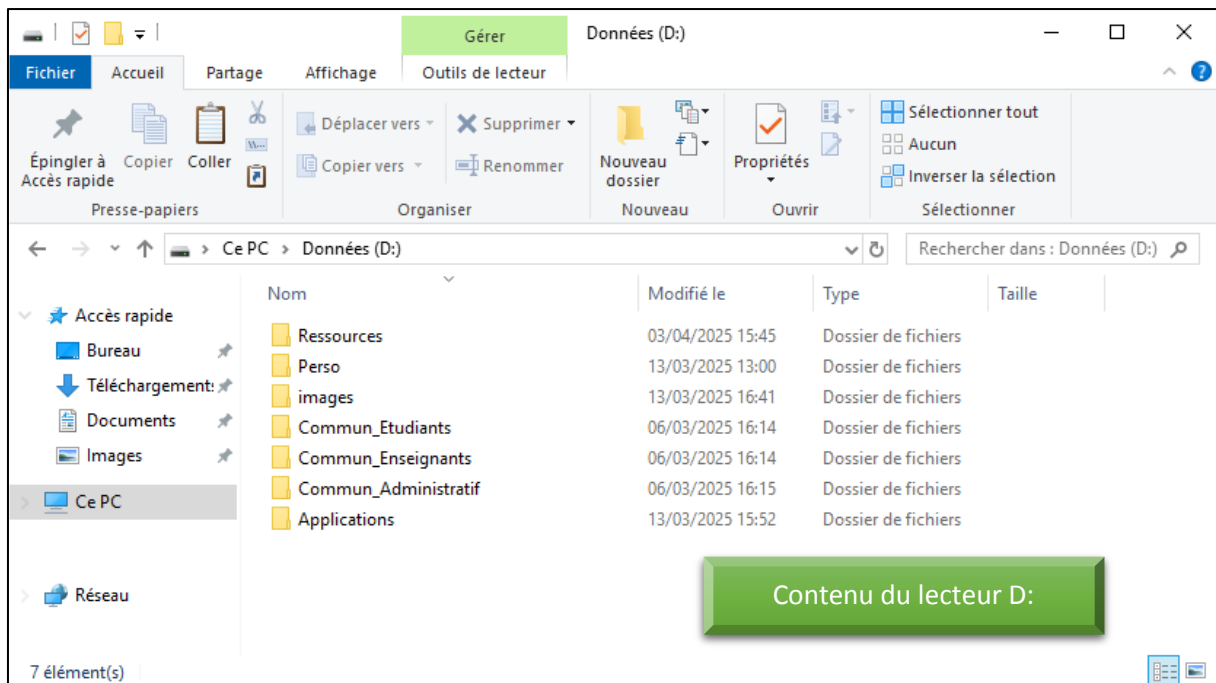 Gérer Données (D:)
Fichier Accueil Partage Affichage Outils de lecteur
Épingler à Accès rapide
Copier
Coller
Déplacer vers
Copier vers
Supprimer
Renommer
Nouveau dossier
Propriétés
Sélectionner tout
Aucun
Inverser la sélection
Presse-papiers Organiser Nouveau Ouvrir Sélectionner
Ce PC Données (D:) Rechercher dans : Données (D:)
Nom Modifié le Type Taille
Accès rapide
Bureau
Téléchargement
Documents
Images
Ce PC
Réseau
Ressources 03/04/2025 15:45 Dossier de fichiers
Perso 13/03/2025 13:00 Dossier de fichiers
images 13/03/2025 16:41 Dossier de fichiers
Commun_Etudiants 06/03/2025 16:14 Dossier de fichiers
Commun_Enseignants 06/03/2025 16:14 Dossier de fichiers
Commun_Administratif 06/03/2025 16:15 Dossier de fichiers
Applications 13/03/2025 15:52 Dossier de fichiers
Contenu du lecteur D:
7 élément(s)